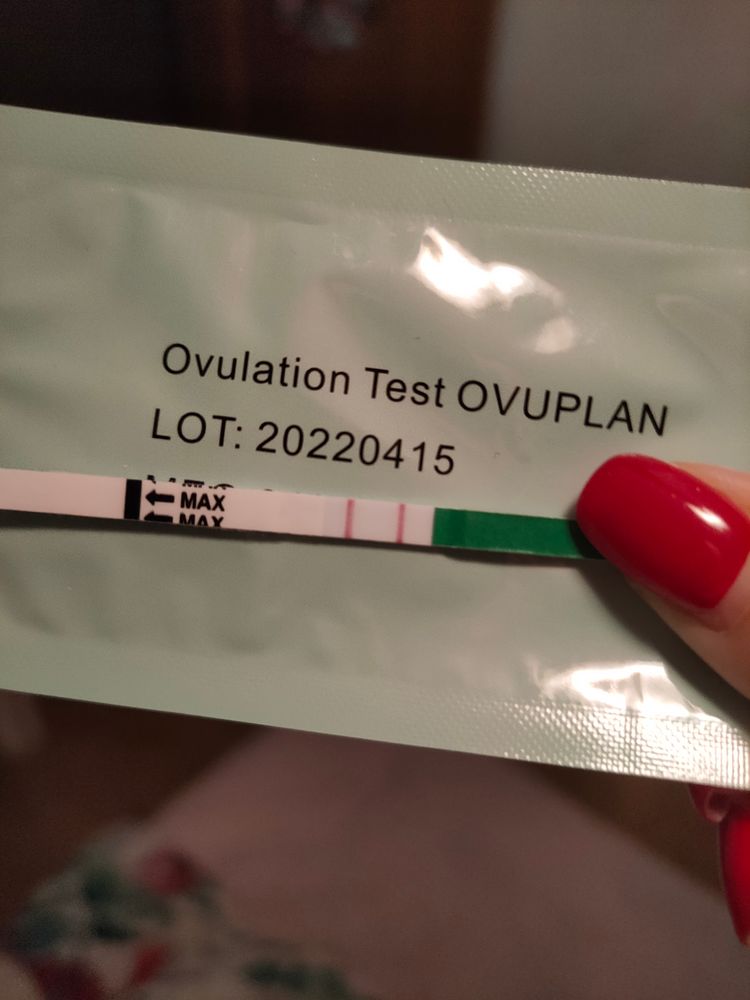 Ovulation Test OVUPLAN
LOT: 20220415
MAX
MAX